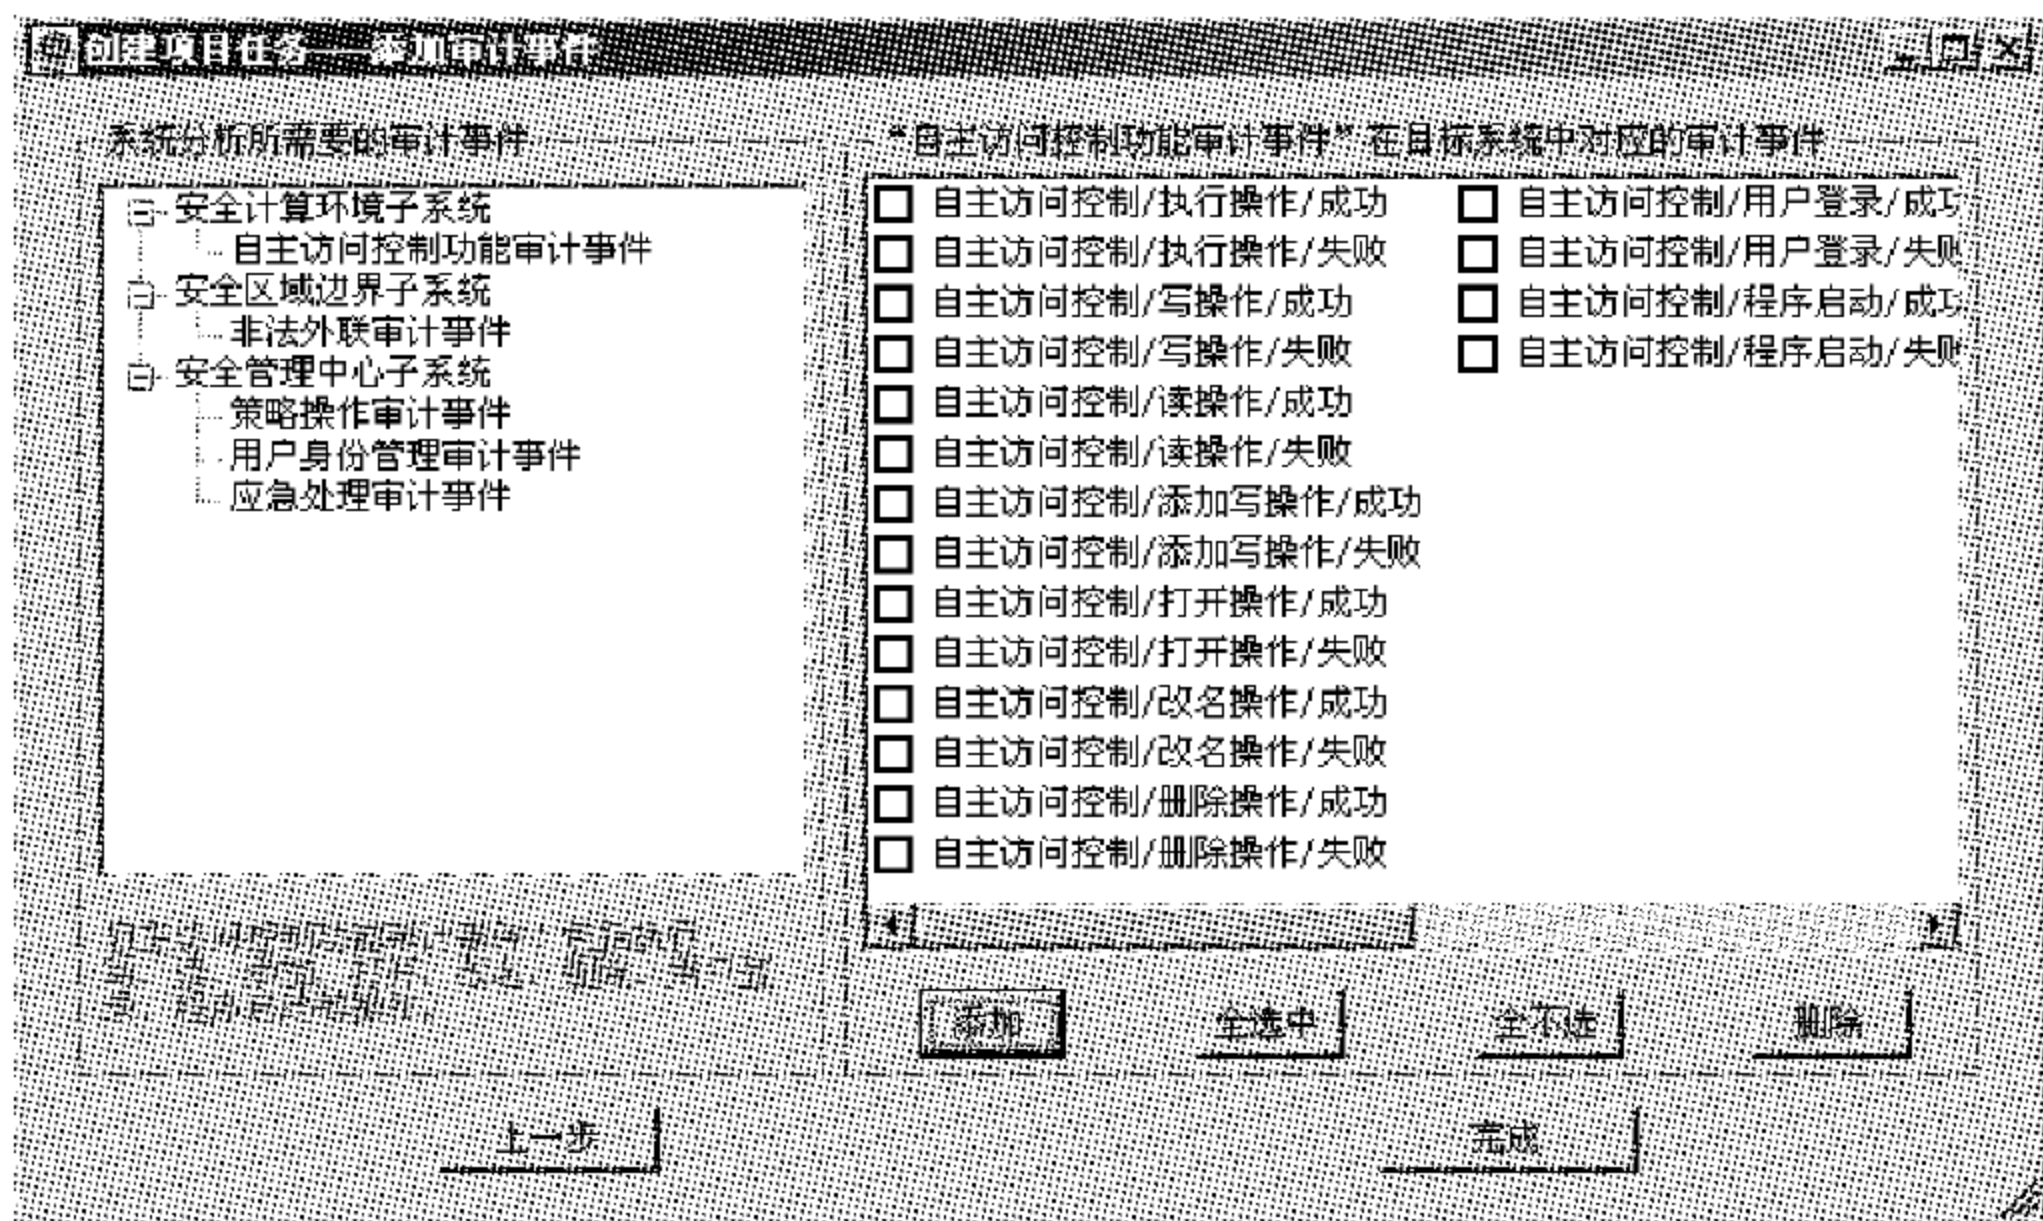 创建项目任务——添加审计事件
系统分析所需要的审计事件
安全计算环境子系统
自主访问控制功能审计事件
安全区域边界子系统
非法外联审计事件
安全管理中心子系统
策略操作审计事件
用户身份管理审计事件
应急处理审计事件
“自主访问控制功能审计事件”在目标系统中对应的审计事件
自主访问控制/执行操作/成功
自主访问控制/执行操作/失败
自主访问控制/写操作/成功
自主访问控制/写操作/失败
自主访问控制/读操作/成功
自主访问控制/读操作/失败
自主访问控制/添加写操作/成功
自主访问控制/添加写操作/失败
自主访问控制/打开操作/成功
自主访问控制/打开操作/失败
自主访问控制/改名操作/成功
自主访问控制/改名操作/失败
自主访问控制/删除操作/成功
自主访问控制/删除操作/失败
自主访问控制/用户登录/成功
自主访问控制/用户登录/失败
自主访问控制/程序启动/成功
自主访问控制/程序启动/失败
添加
全选中
全不选
删除
上一步
完成